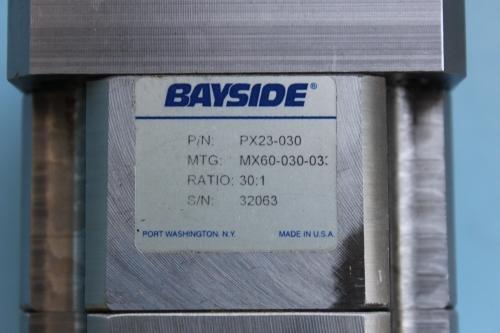 BAYSIDE®
P/N: PX23-030
MTG: MX60-030-03
RATIO: 30:1
S/N: 32063
PORT WASHINGTON, N.Y. MADE IN U.S.A.